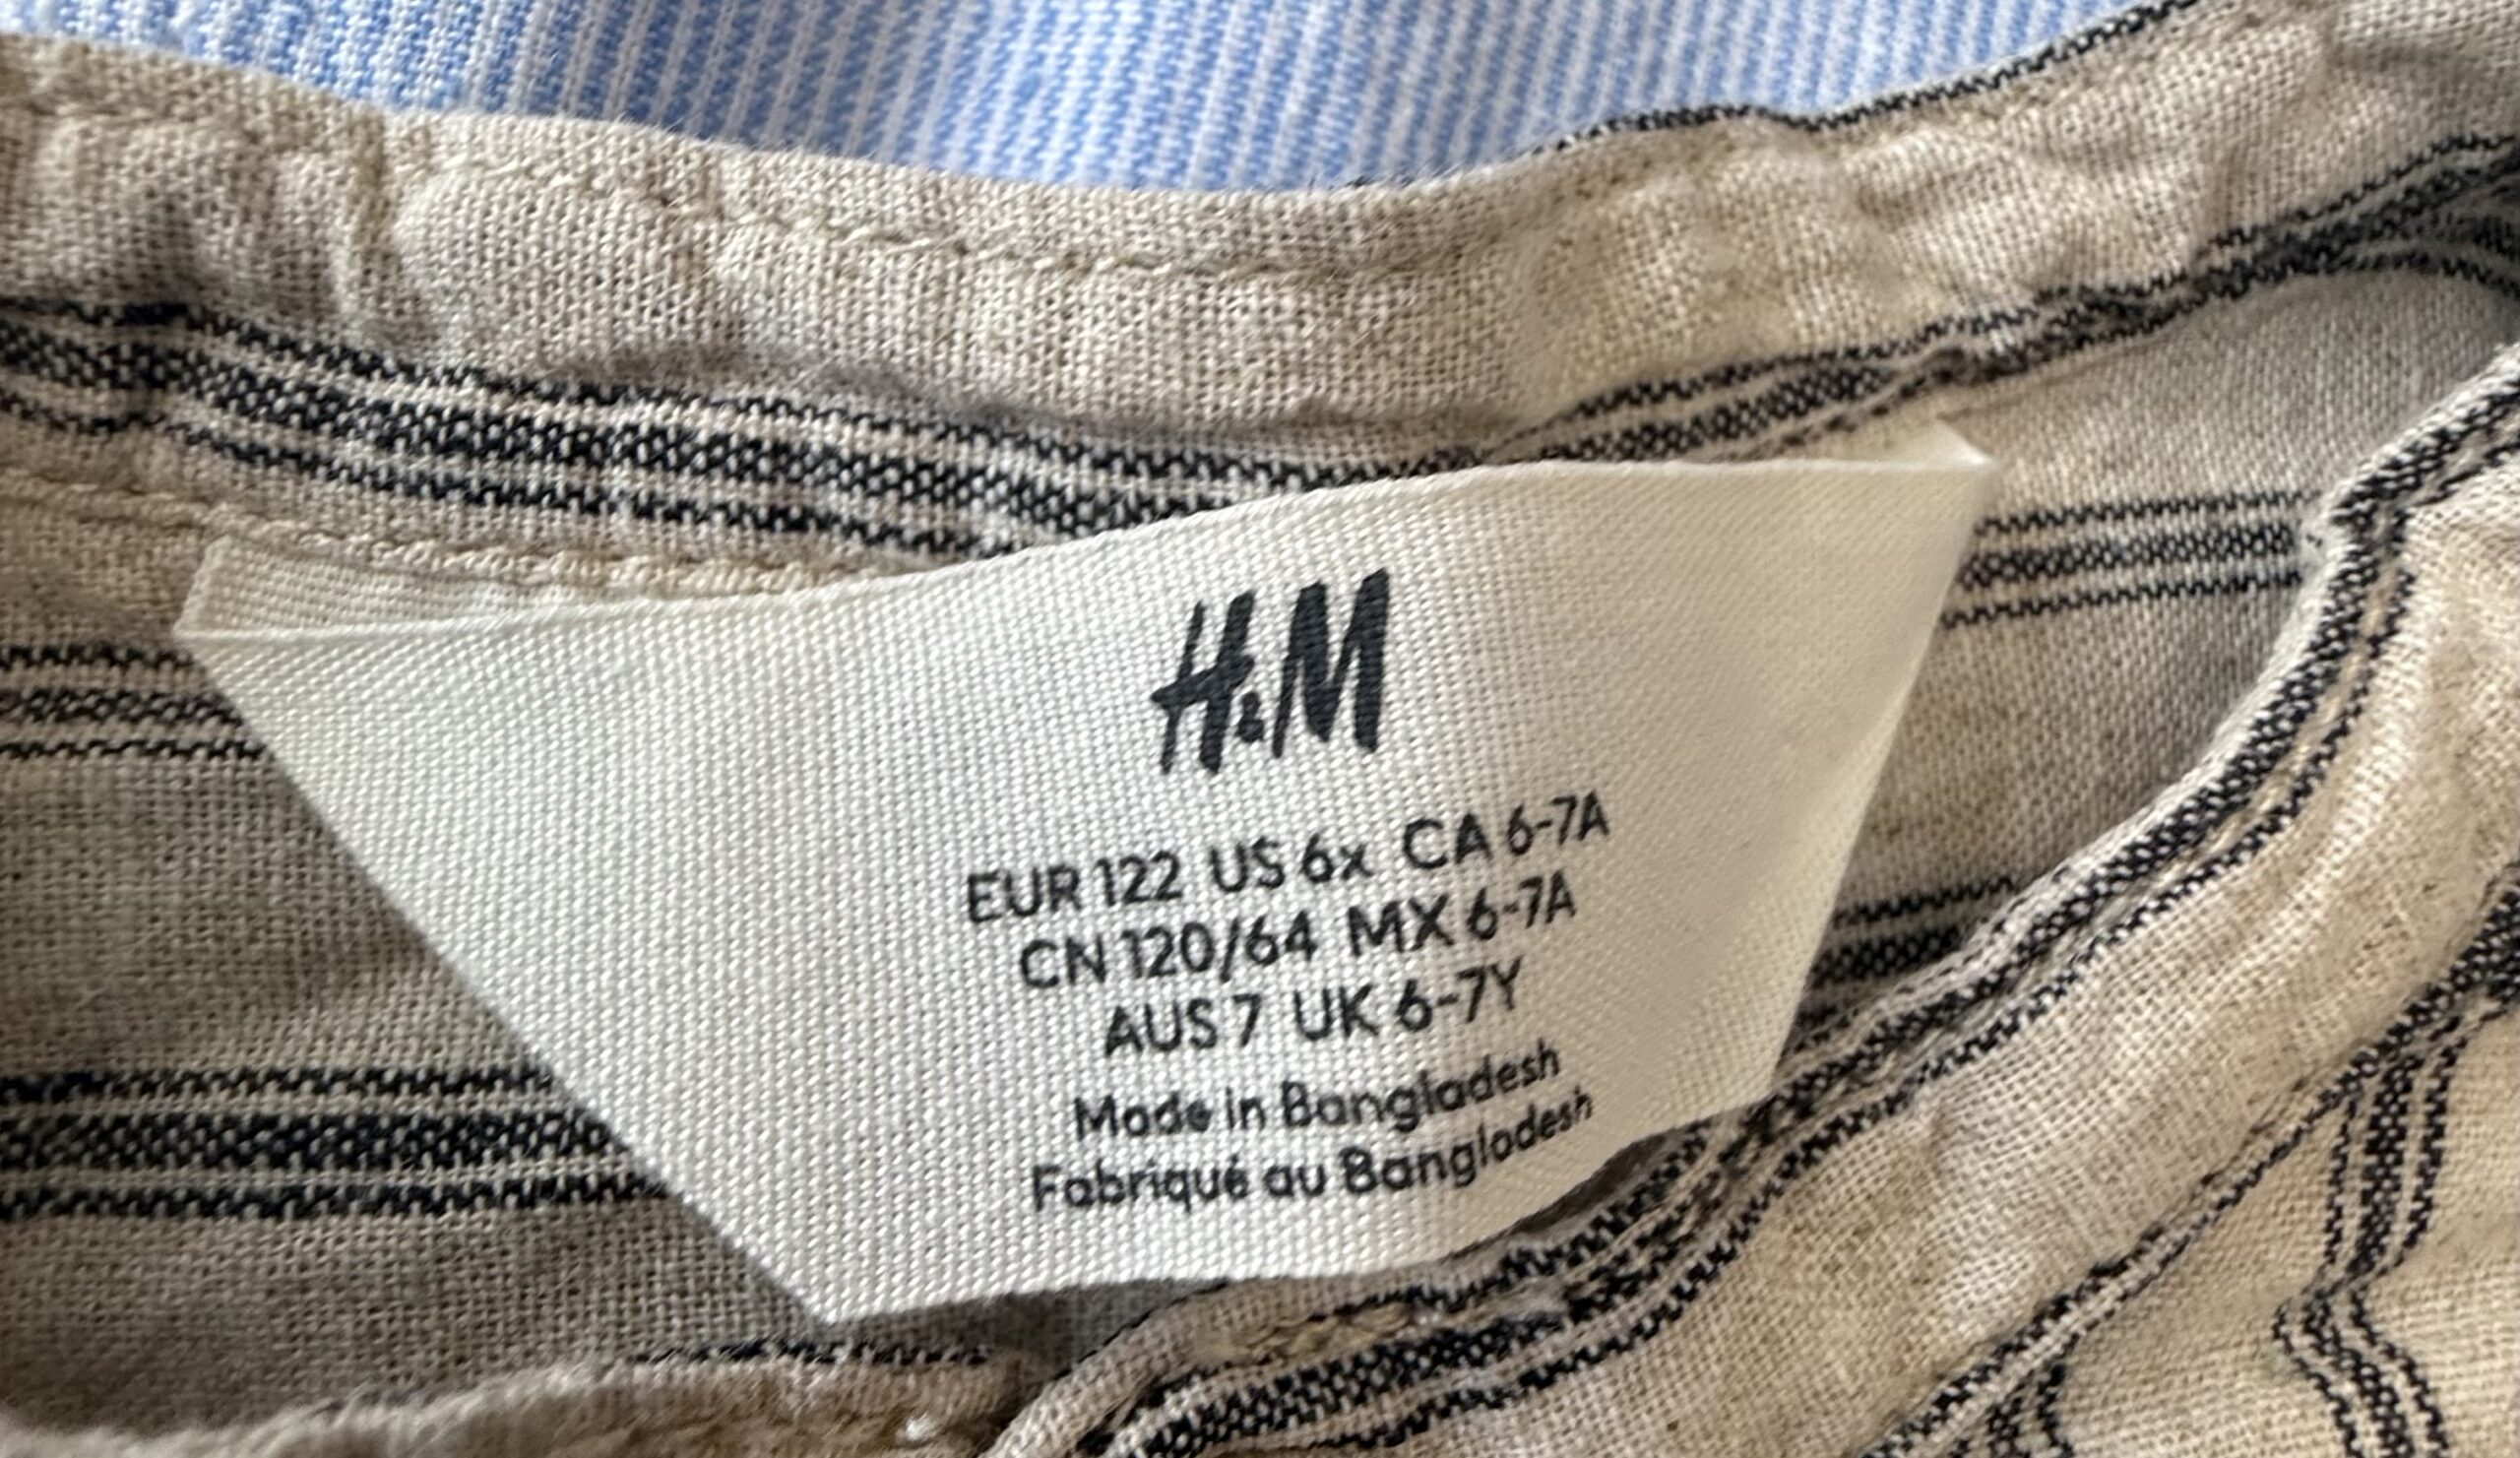 H&M
EUR 122 US 6x CA 6-7A
CN 120/64 MX 6-7A
AUS 7 UK 6-7Y
Made in Bangladesh
Fabriqué au Bangladesh